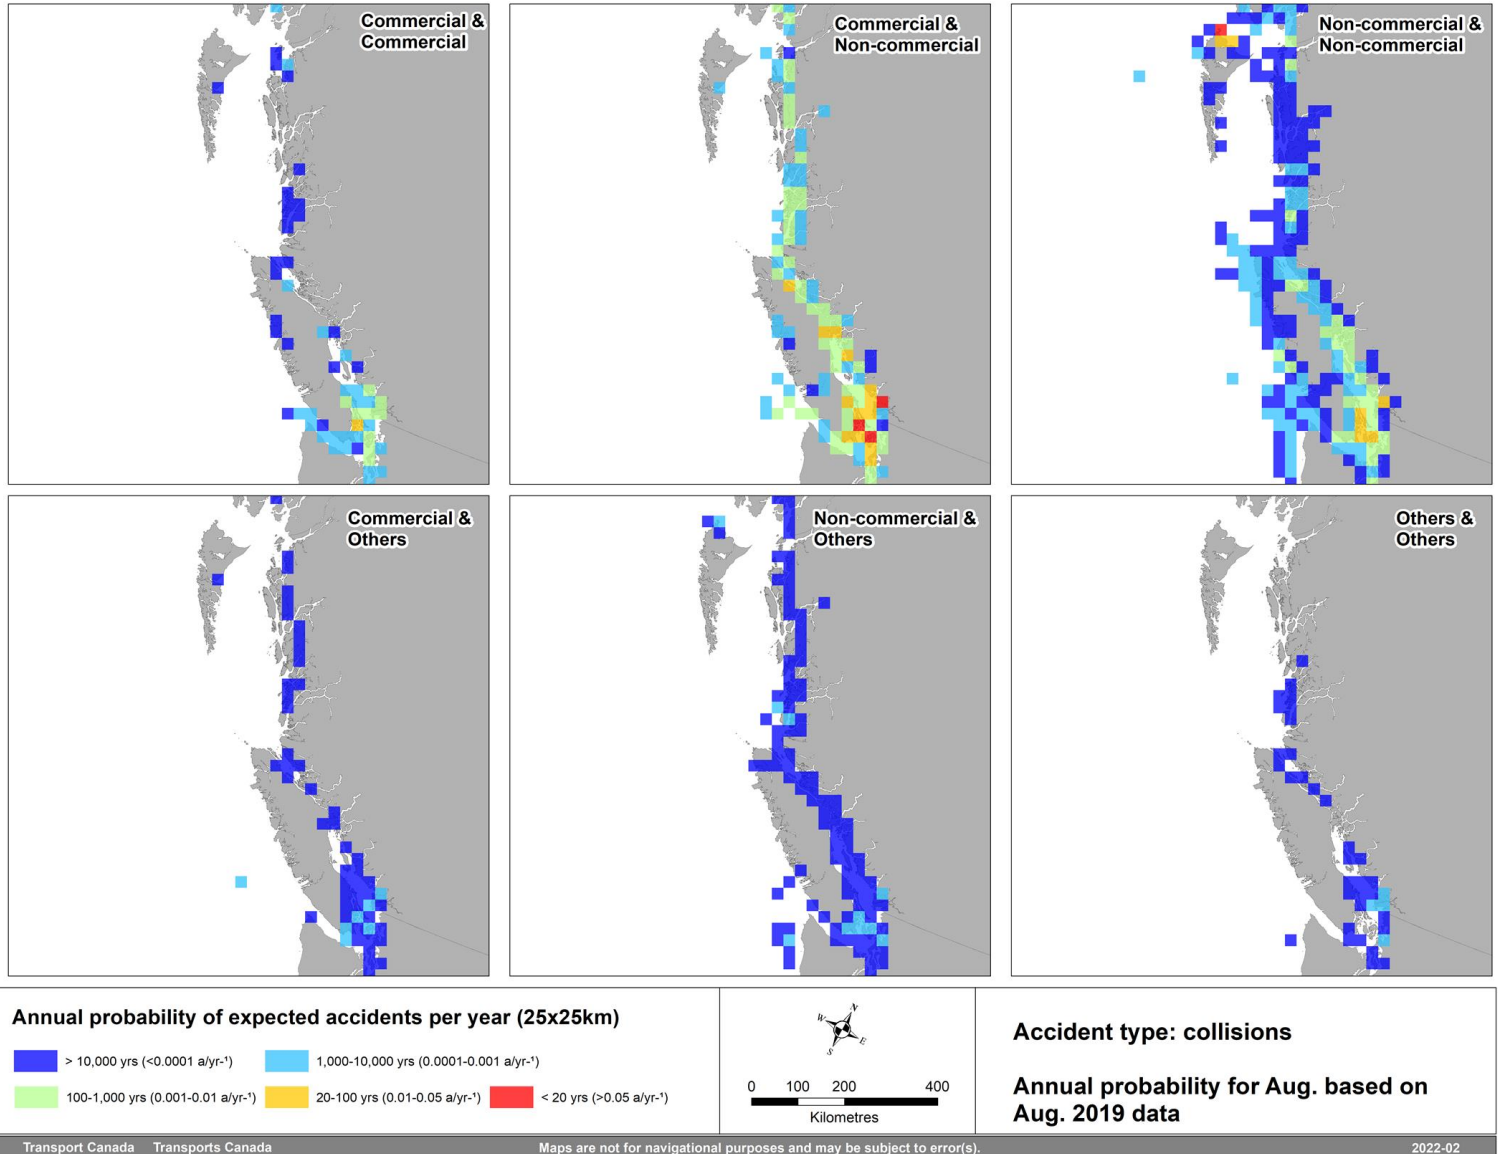 Commercial &
Commercial
Commercial &
Non-commercial
Non-commercial &
Non-commercial
Commercial &
Others
Non-commercial &
Others
Others &
Others
Annual probability of expected accidents per year (25x25km)
> 10,000 yrs (<0.0001 a/yr-¹)
1,000-10,000 yrs (0.0001-0.001 a/yr-¹)
100-1,000 yrs (0.001-0.01 a/yr-¹)
20-100 yrs (0.01-0.05 a/yr-¹)
< 20 yrs (>0.05 a/yr-¹)
N
W
E
S
0 100 200 400
Kilometres
Accident type: collisions
Annual probability for Aug. based on
Aug. 2019 data
Transport Canada Transports Canada
Maps are not for navigational purposes and may be subject to error(s).
2022-02